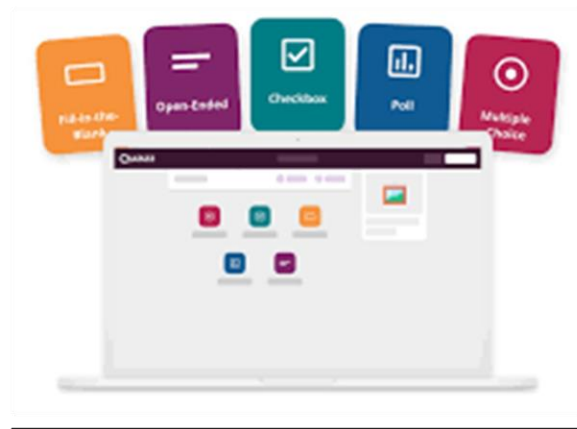 Fill-in-the-
Blank
Open-Ended
Checkbox
Poll
Multiple
Choice
Quizizz